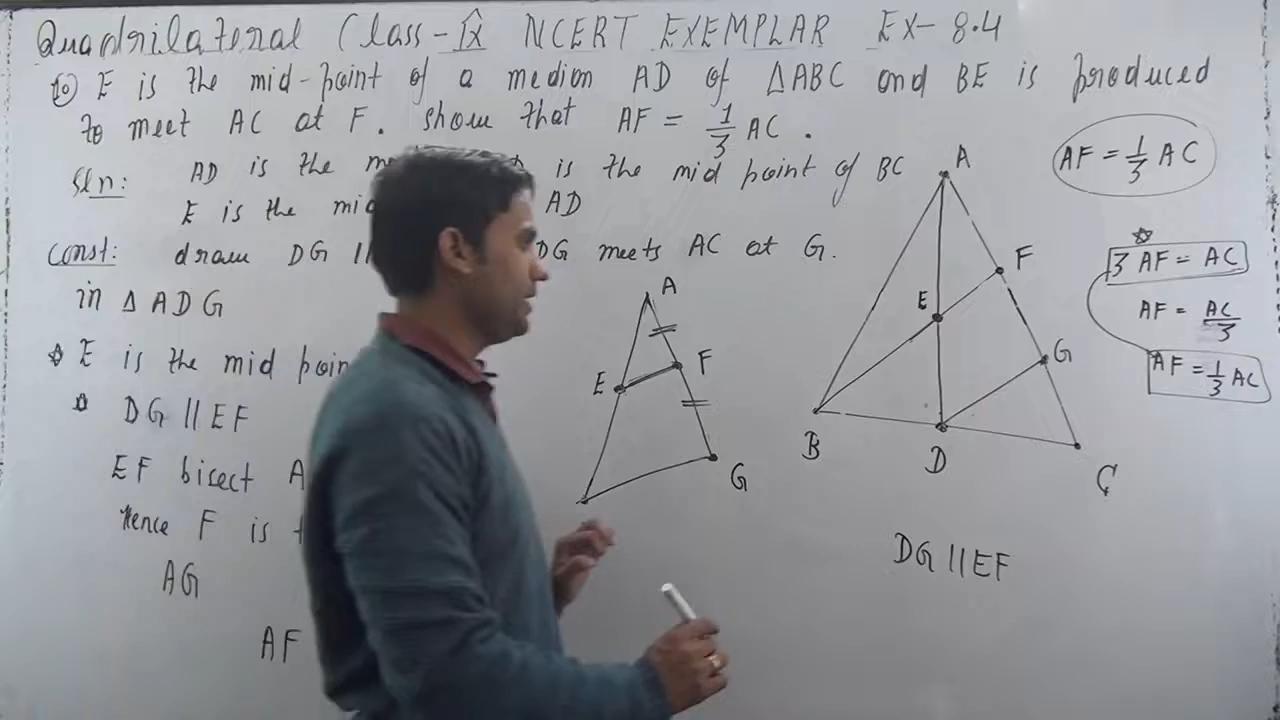 Quadrilateral Class-IX NCERT EXEMPLAR EX-8.4
10 E is the mid-point of a median AD of ΔABC and BE is produced
to meet AC at F. show that AF = 1/3 AC.
Sln: AD is the is the mid point of BC
E is the AD
Const: draw DG || DG meets AC at G.
in Δ ADG
E is the mid poin
DG || EF
EF bisect A
Hence F is
AG
AF
A
E
F
G
A
F
E
G
B
D
C
DG || EF
AF = 1/3 AC
3 AF = AC
AF = AC/3
AF = 1/3 AC